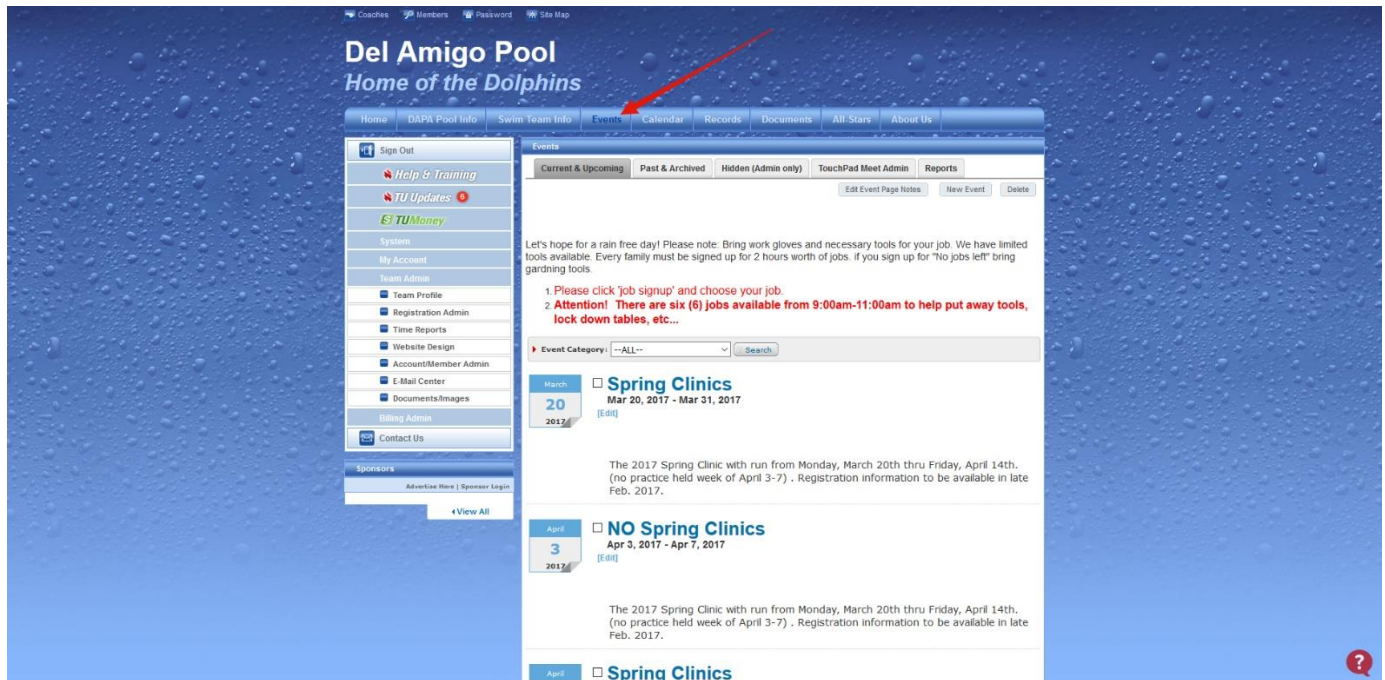 Coaches Members Password Site Map
Del Amigo Pool
Home of the Dolphins
Home DAPA Pool Info Swim Team Info Events Calendar Records Documents All-Stars About Us
Sign Out
Help & Training
TU Updates 6
TUMoney
System
My Account
Team Admin
Team Profile
Registration Admin
Time Reports
Website Design
Account/Member Admin
E-Mail Center
Documents/Images
Billing Admin
Contact Us
Sponsors
Advertise Here | Sponsor Login
View All
Events
Current & Upcoming Past & Archived Hidden (Admin only) TouchPad Meet Admin Reports
Edit Event Page Notes New Event Delete
Let's hope for a rain free day! Please note: Bring work gloves and necessary tools for your job. We have limited
tools available. Every family must be signed up for 2 hours worth of jobs. if you sign up for "No jobs left" bring
gardning tools.
1. Please click 'job signup' and choose your job.
2. Attention! There are six (6) jobs available from 9:00am-11:00am to help put away tools,
lock down tables, etc...
Event Category: --ALL-- Search
March
20
2017
Spring Clinics
Mar 20, 2017 - Mar 31, 2017
[Edit]
The 2017 Spring Clinic with run from Monday, March 20th thru Friday, April 14th.
(no practice held week of April 3-7) . Registration information to be available in late
Feb. 2017.
April
3
2017
NO Spring Clinics
Apr 3, 2017 - Apr 7, 2017
[Edit]
The 2017 Spring Clinic with run from Monday, March 20th thru Friday, April 14th.
(no practice held week of April 3-7) . Registration information to be available in late
Feb. 2017.
April
Spring Clinics
?